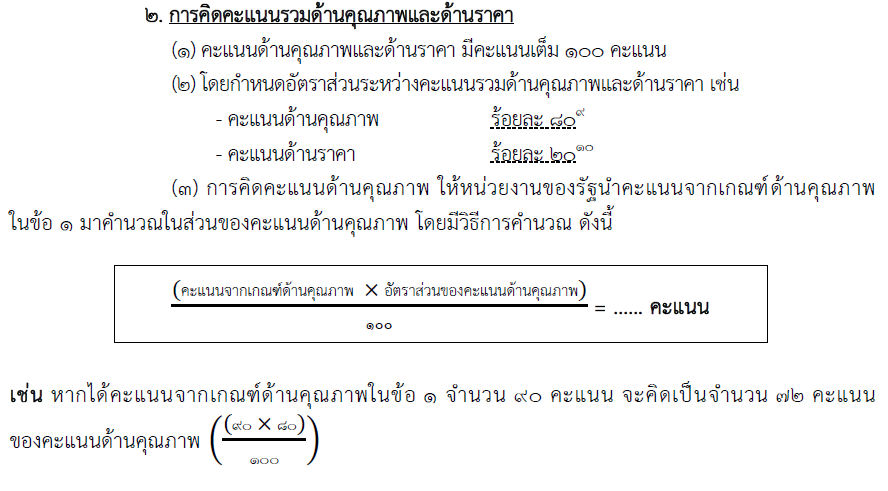 ๒. การคิดคะแนนรวมด้านคุณภาพและด้านราคา
(๑) คะแนนด้านคุณภาพและด้านราคา มีคะแนนเต็ม ๑๐๐ คะแนน
(๒) โดยกำหนดอัตราส่วนระหว่างคะแนนรวมด้านคุณภาพและด้านราคา เช่น
- คะแนนด้านคุณภาพ ร้อยละ ๘๐๙
- คะแนนด้านราคา ร้อยละ ๒๐๑๐
(๓) การคิดคะแนนด้านคุณภาพ ให้หน่วยงานของรัฐนำคะแนนจากเกณฑ์ด้านคุณภาพ
ในข้อ ๑ มาคำนวณในส่วนของคะแนนด้านคุณภาพ โดยมีวิธีการคำนวณ ดังนี้
(คะแนนจากเกณฑ์ด้านคุณภาพ × อัตราส่วนของคะแนนด้านคุณภาพ)
= ...... คะแนน
๑๐๐
เช่น หากได้คะแนนจากเกณฑ์ด้านคุณภาพในข้อ ๑ จำนวน ๙๐ คะแนน จะคิดเป็นจำนวน ๗๒ คะแนน
ของคะแนนด้านคุณภาพ ((๙๐ × ๘๐)
๑๐๐)